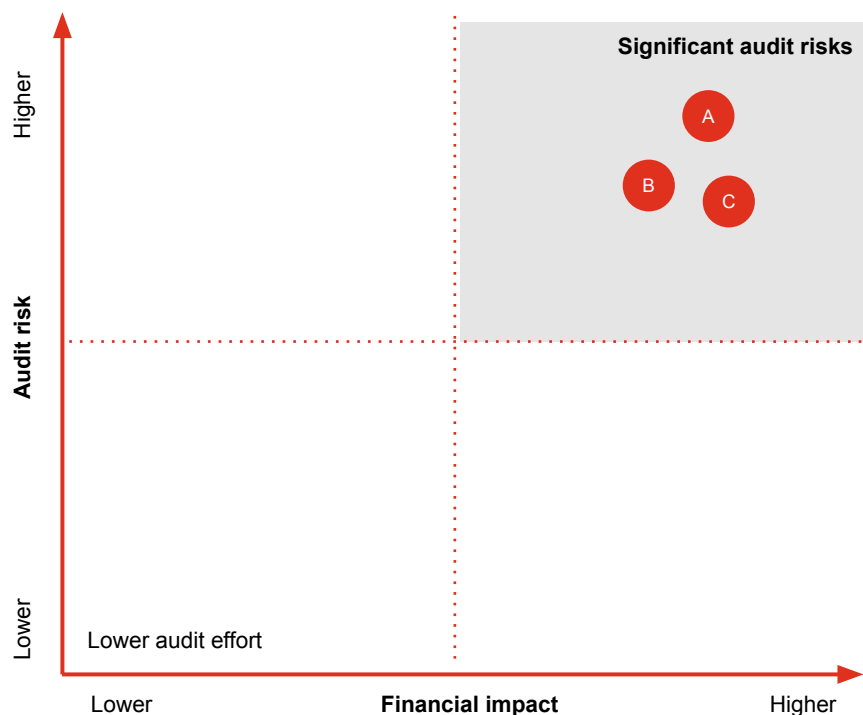 Significant audit risks
Higher
A
B
C
Audit risk
Lower
Lower audit effort
Lower
Financial impact
Higher